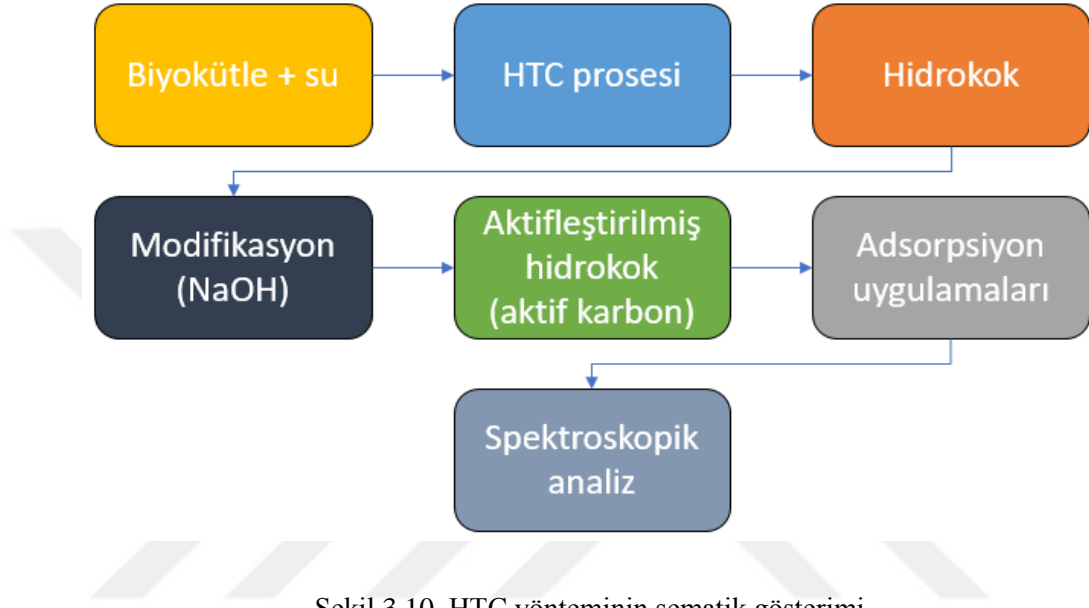 Biyokütle + su
HTC prosesi
Hidrokok
Modifikasyon
(NaOH)
Aktifleştirilmiş
hidrokok
(aktif karbon)
Adsorpsiyon
uygulamaları
Spektroskopik
analiz
Şekil 3.10. HTC yönteminin şematik gösterimi